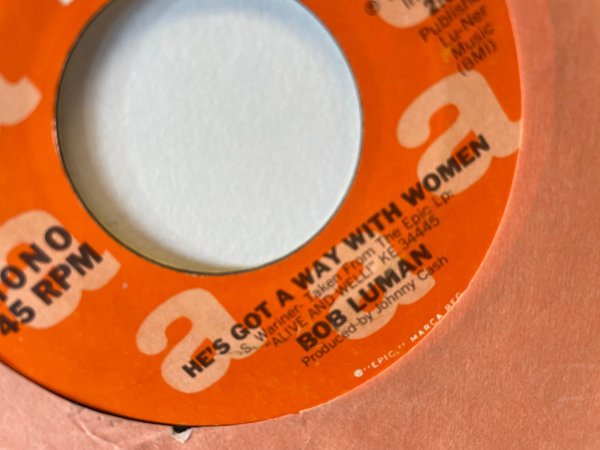 Publishe
Lu-Ner
Music
(BMI)
MONO
45 RPM
HE'S GOT A WAY WITH WOMEN
-S. Warner- Taken From The Epic Lp:
"ALIVE AND WELL!" KE 34445
BOB LUMAN
Produced by Johnny Cash
"EPIC," MARCA REG